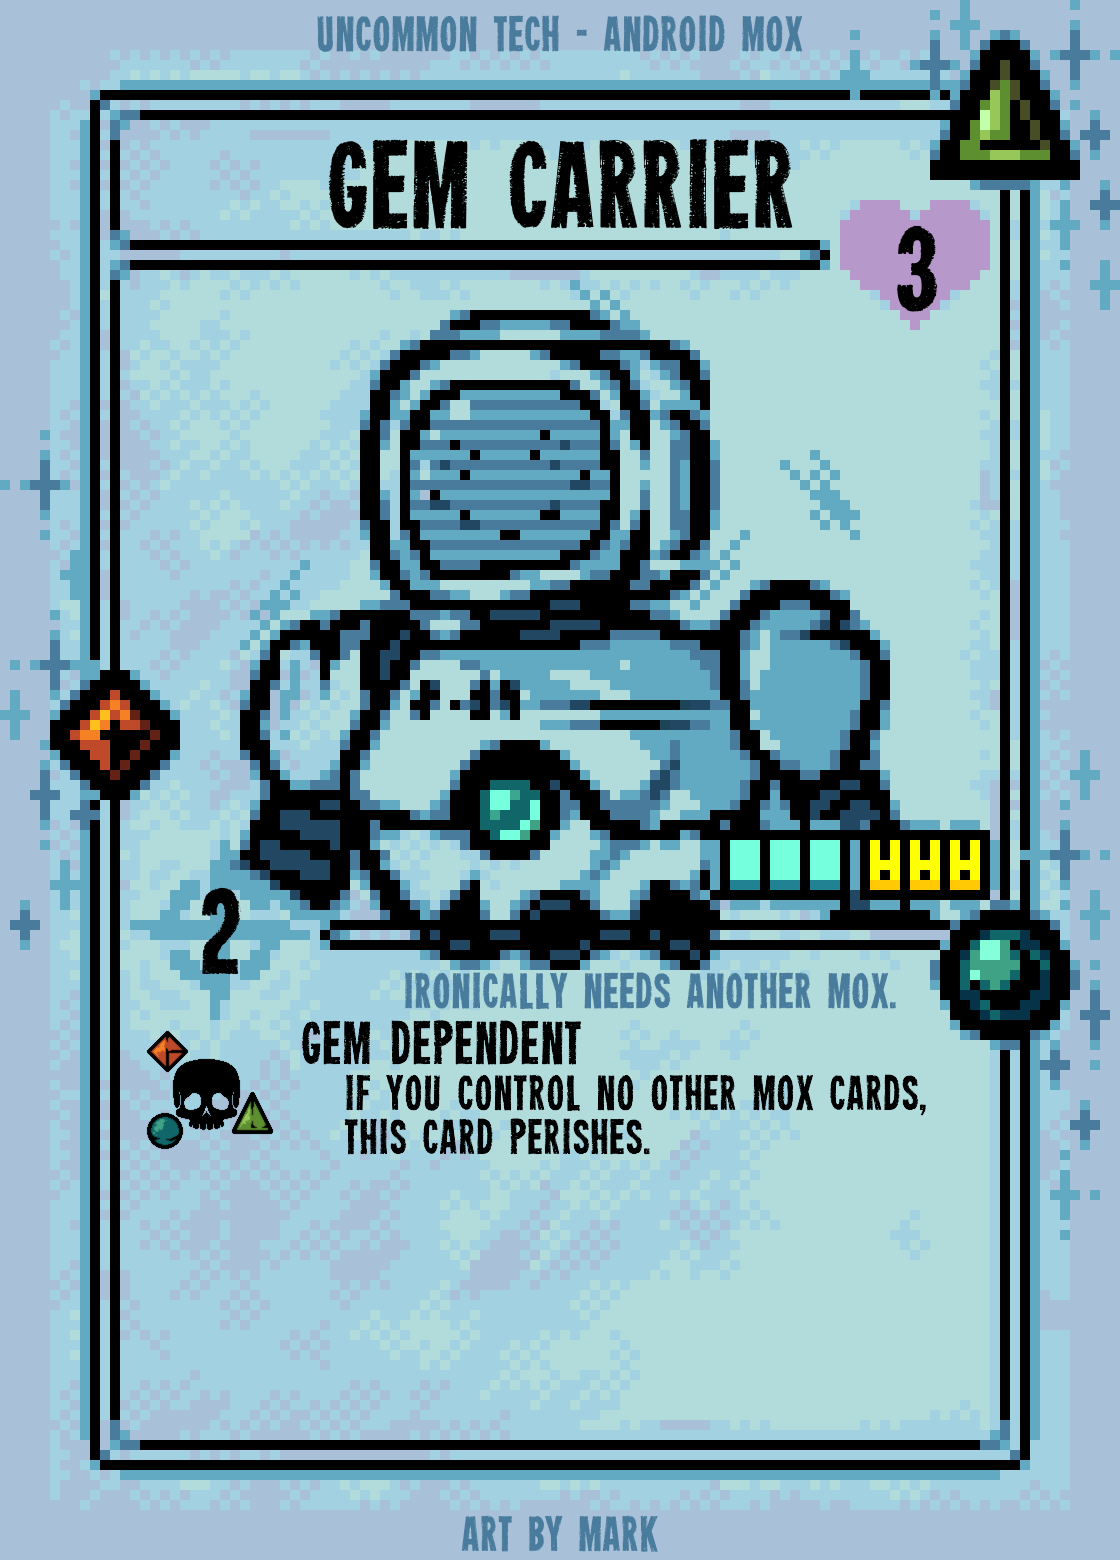 UNCOMMON TECH - ANDROID MOX
GEM CARRIER
3
2
IRONICALLY NEEDS ANOTHER MOX.
GEM DEPENDENT
IF YOU CONTROL NO OTHER MOX CARDS,
THIS CARD PERISHES.
ART BY MARK